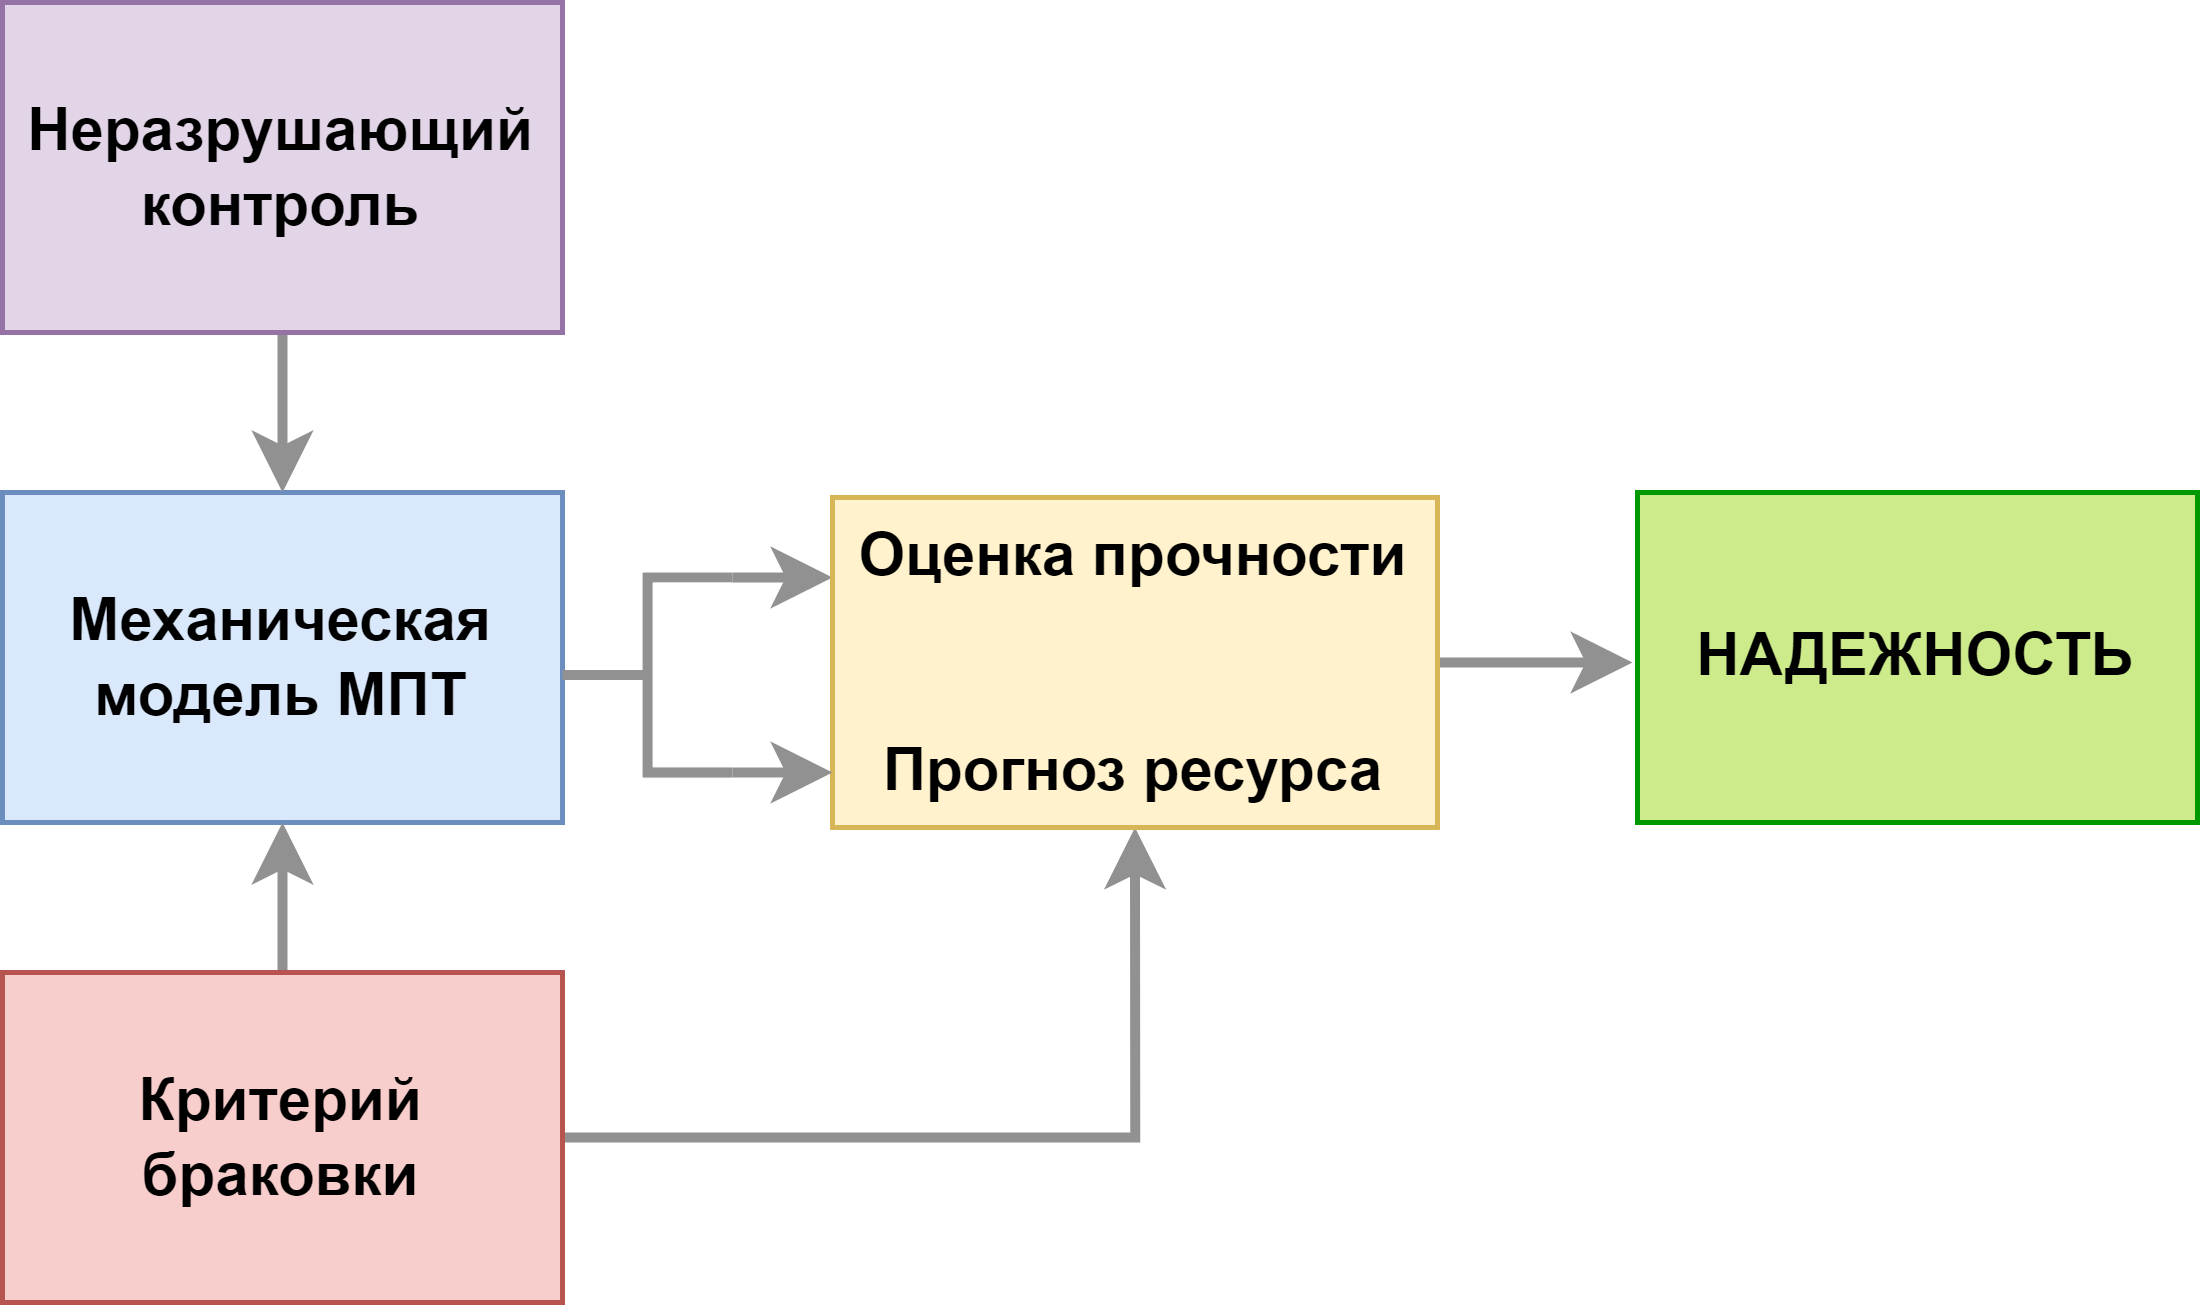 Неразрушающий
контроль
Механическая
модель МПТ
Оценка прочности
Прогноз ресурса
НАДЕЖНОСТЬ
Критерий
браковки